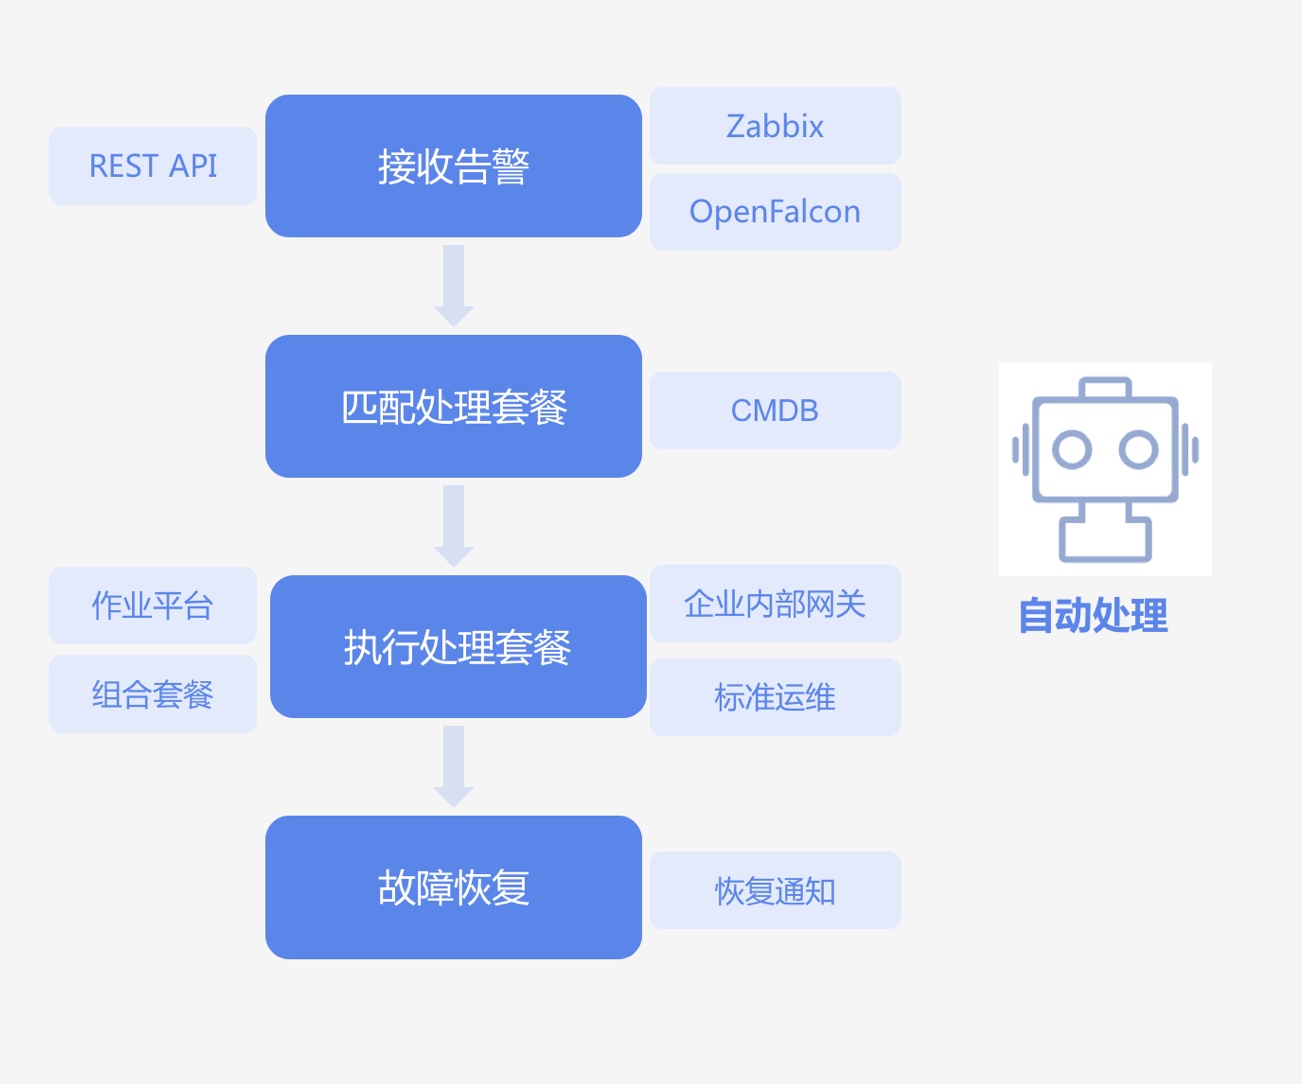 REST API
接收告警
Zabbix
OpenFalcon
匹配处理套餐
CMDB
作业平台
组合套餐
执行处理套餐
企业内部网关
标准运维
故障恢复
恢复通知
自动处理